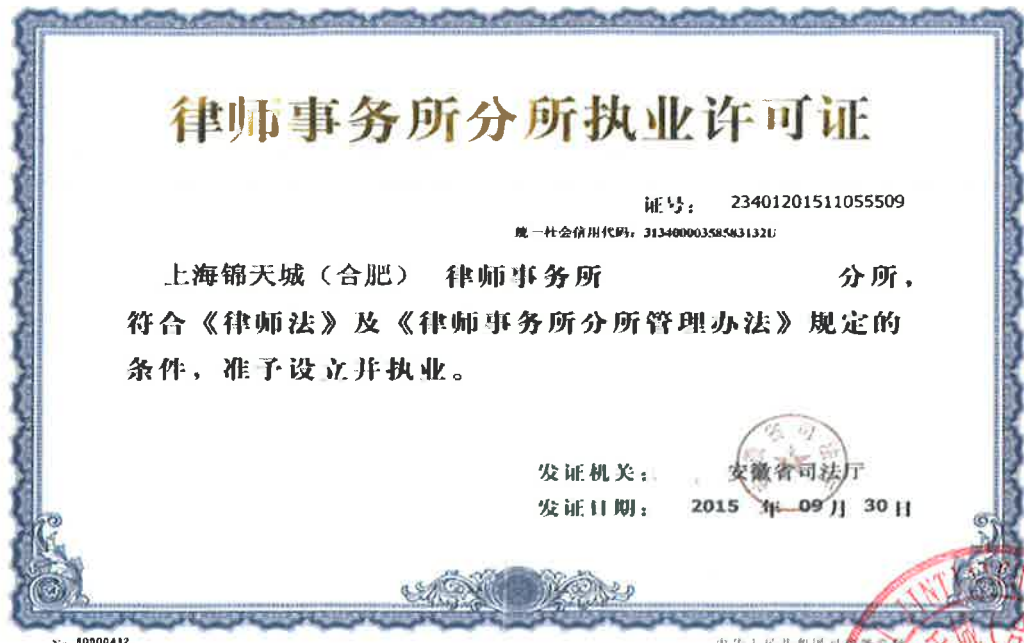 律师事务所分所执业许可证
证号： 23401201511055509
统一社会信用代码：31340000358583132U
上海锦天城（合肥） 律师事务所 分所，
符合《律师法》及《律师事务所分所管理办法》规定的
条件，准予设立并执业。
发证机关： 安徽省司法厅
发证日期： 2015 年 09 月 30 日